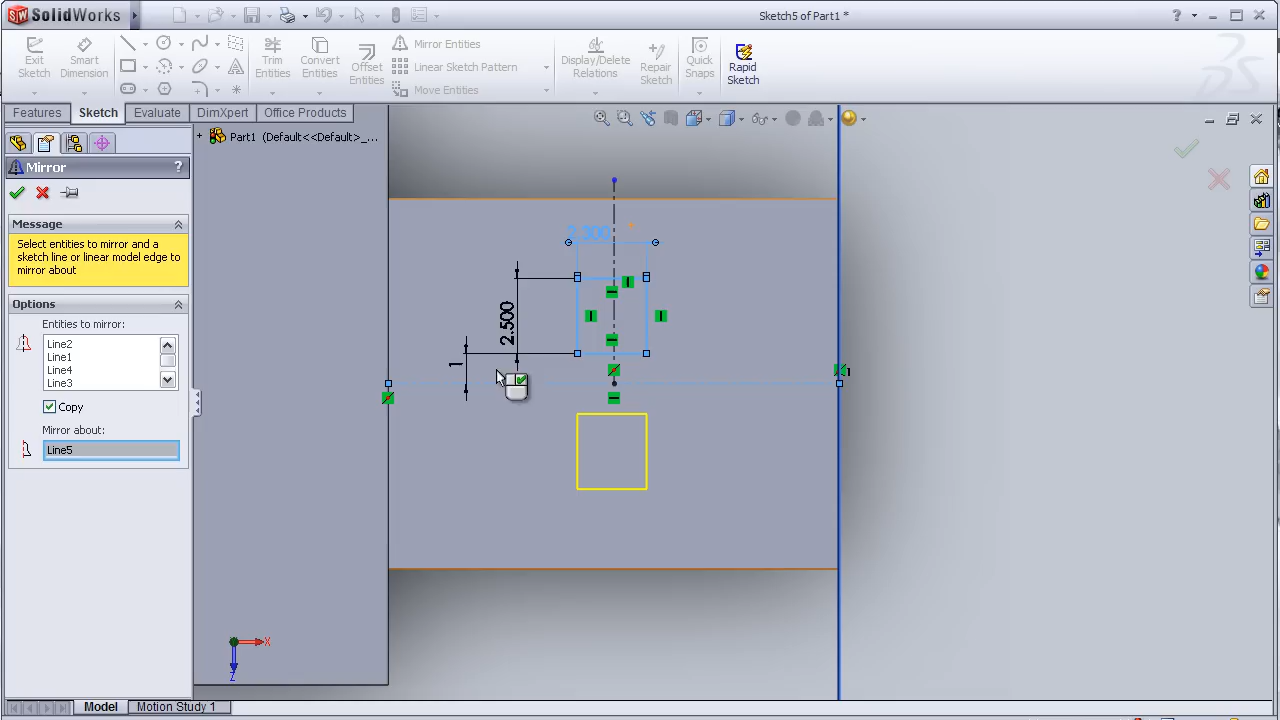 SolidWorks
Sketch5 of Part1 *
Exit Sketch
Smart Dimension
Trim Entities
Convert Entities
Offset Entities
Mirror Entities
Linear Sketch Pattern
Move Entities
Display/Delete Relations
Repair Sketch
Quick Snaps
Rapid Sketch
Features
Sketch
Evaluate
DimXpert
Office Products
Part1 (Default<<Default>_...
Mirror
?
Message
Select entities to mirror and a
sketch line or linear model edge to
mirror about
Options
Entities to mirror:
Line2
Line1
Line4
Line3
Copy
Mirror about:
Line5
2.300
2.500
1
1
X
Z
Model
Motion Study 1